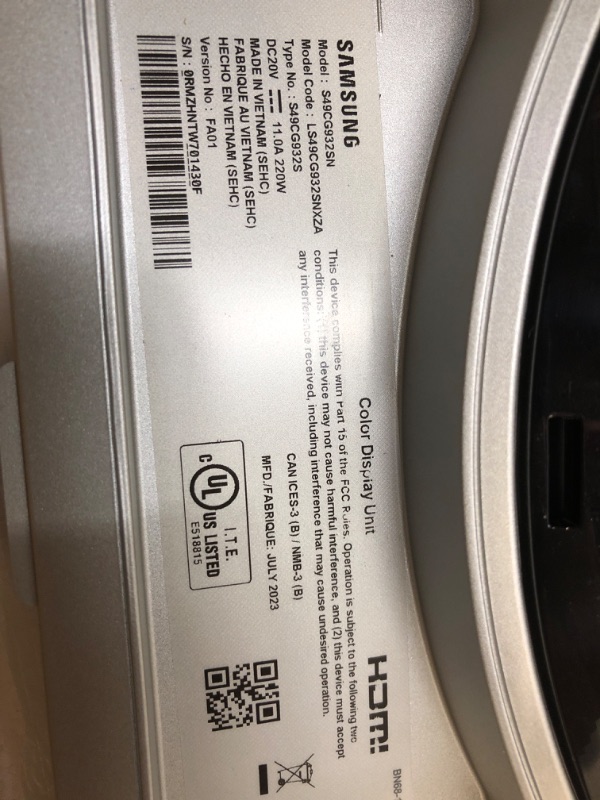 SAMSUNG
Model : S49CG932SN
Model Code : LS49CG932SNXZA
Type No. : S49CG932S
DC20V 11.0A 220W
MADE IN VIETNAM (SEHC)
FABRIQUE AU VIETNAM (SEHC)
HECHO EN VIETNAM (SEHC)
Version No : FA01
S/N : 0RMZHNTW701430F
Color Display Unit
This device complies with Part 15 of the FCC Rules. Operation is subject to the following two
conditions: (1) this device may not cause harmful interference, and (2) this device must accept
any interference received, including interference that may cause undesired operation.
CAN ICES-3 (B) / NMB-3 (B)
MFD./FABRIQUE: JULY 2023
C UL US LISTED
I.T.E.
E518815
HDMI
BN68-